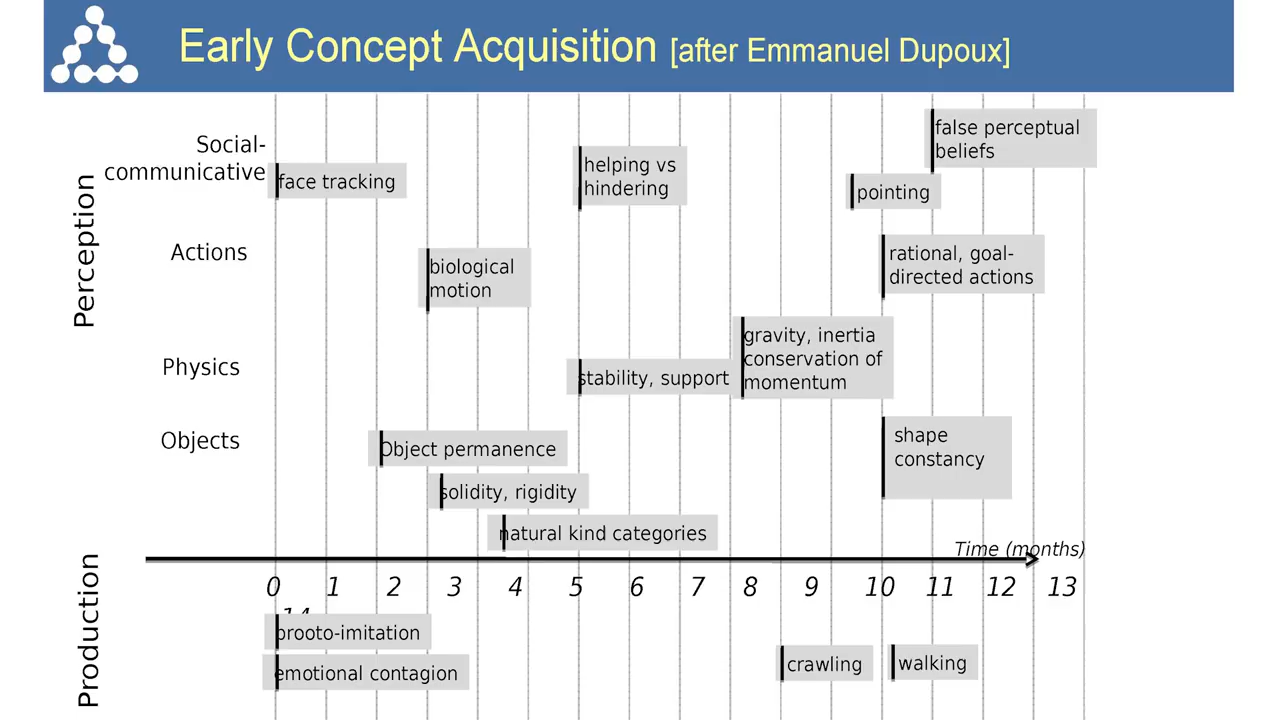 Early Concept Acquisition [after Emmanuel Dupoux]
Perception
Social-
communicative
face tracking
helping vs
hindering
false perceptual
beliefs
pointing
Actions
biological
motion
rational, goal-
directed actions
Physics
stability, support
gravity, inertia
conservation of
momentum
Objects
Object permanence
solidity, rigidity
natural kind categories
shape
constancy
Time (months)
0 1 2 3 4 5 6 7 8 9 10 11 12 13
14
Production
prooto-imitation
emotional contagion
crawling
walking